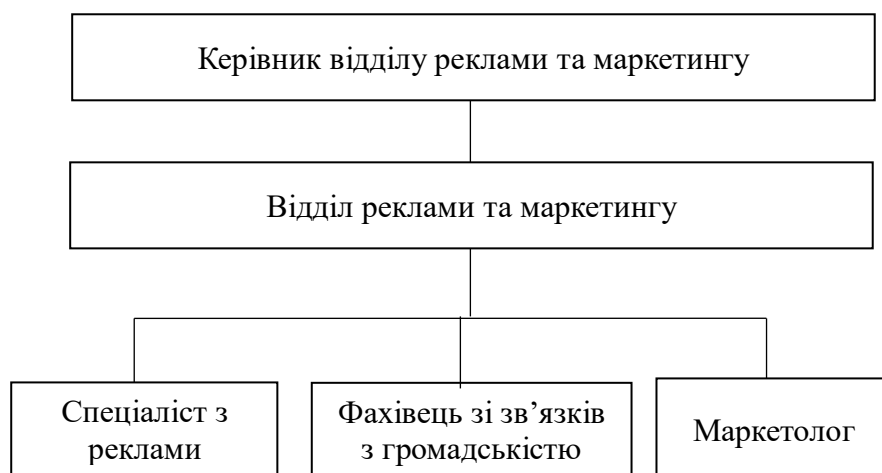 Керівник відділу реклами та маркетингу
Відділ реклами та маркетингу
Спеціаліст з
реклами
Фахівець зі зв’язків
з громадськістю
Маркетолог